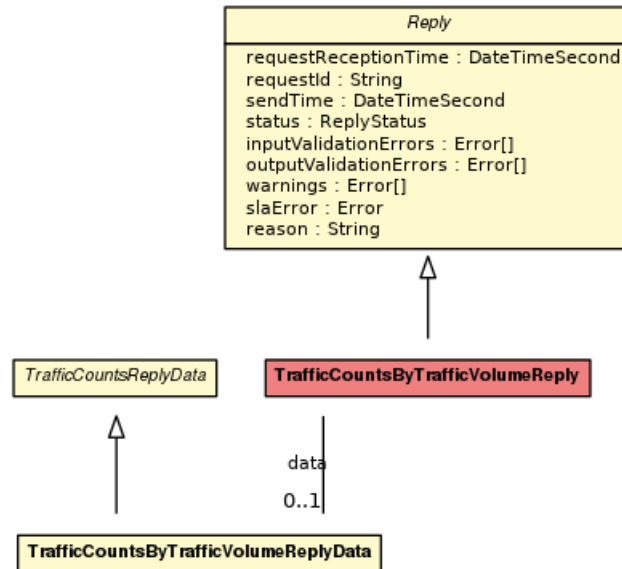 Reply
requestReceptionTime : DateTimeSecond
requestId : String
sendTime : DateTimeSecond
status : ReplyStatus
inputValidationErrors : Error[]
outputValidationErrors : Error[]
warnings : Error[]
slaError : Error
reason : String
TrafficCountsReplyData
TrafficCountsByTrafficVolumeReply
data
0..1
TrafficCountsByTrafficVolumeReplyData